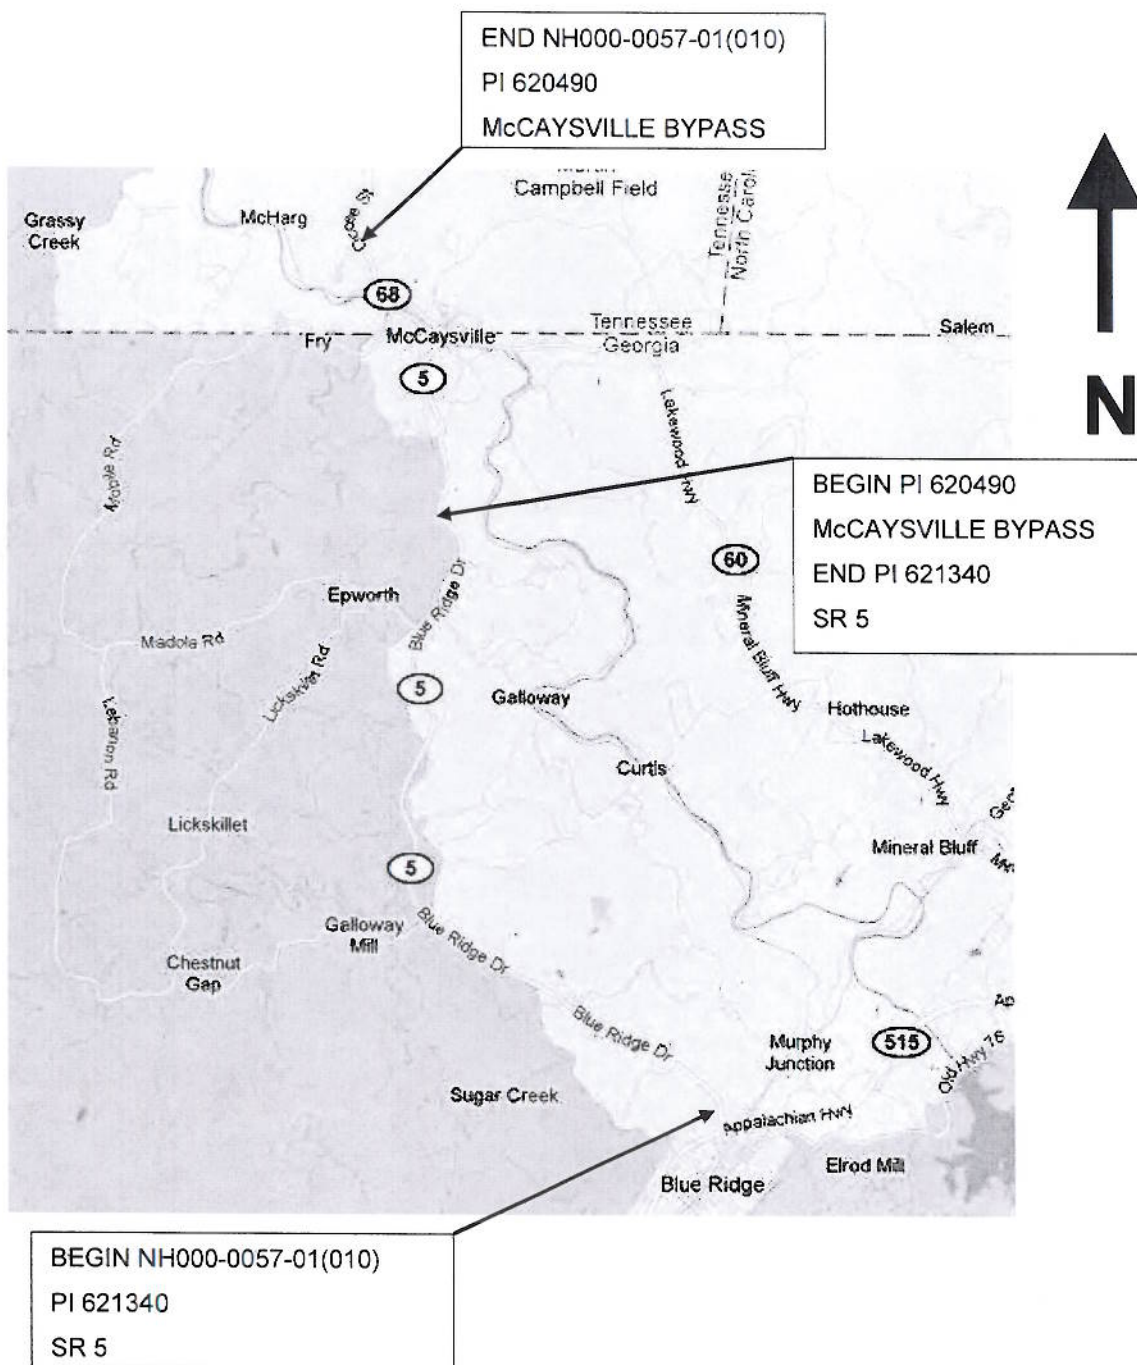 END NH000-0057-01(010)
PI 620490
McCAYSVILLE BYPASS
Campbell Field
Tennesse
North Carol
Grassy
Creek
McHarg
68
Tennessee
Georgia
Salem
Fry
McCaysville
5
N
Lakewood Hwy
Mobile Rd
BEGIN PI 620490
McCAYSVILLE BYPASS
END PI 621340
SR 5
60
Epworth
Blue Ridge Dr
Madola Rd
Mineral Bluff Hwy
Lickskillet Rd
5
Galloway
Hothouse
Lebanon Rd
Lakewood Hwy
Curtis
Lickskillet
Mineral Bluff
5
Galloway
Mill
Blue Ridge Dr
Chestnut
Gap
Blue Ridge Dr
Murphy
Junction
515
Old Hwy 76
Sugar Creek
Appalachian Hwy
Elrod Mill
Blue Ridge
BEGIN NH000-0057-01(010)
PI 621340
SR 5